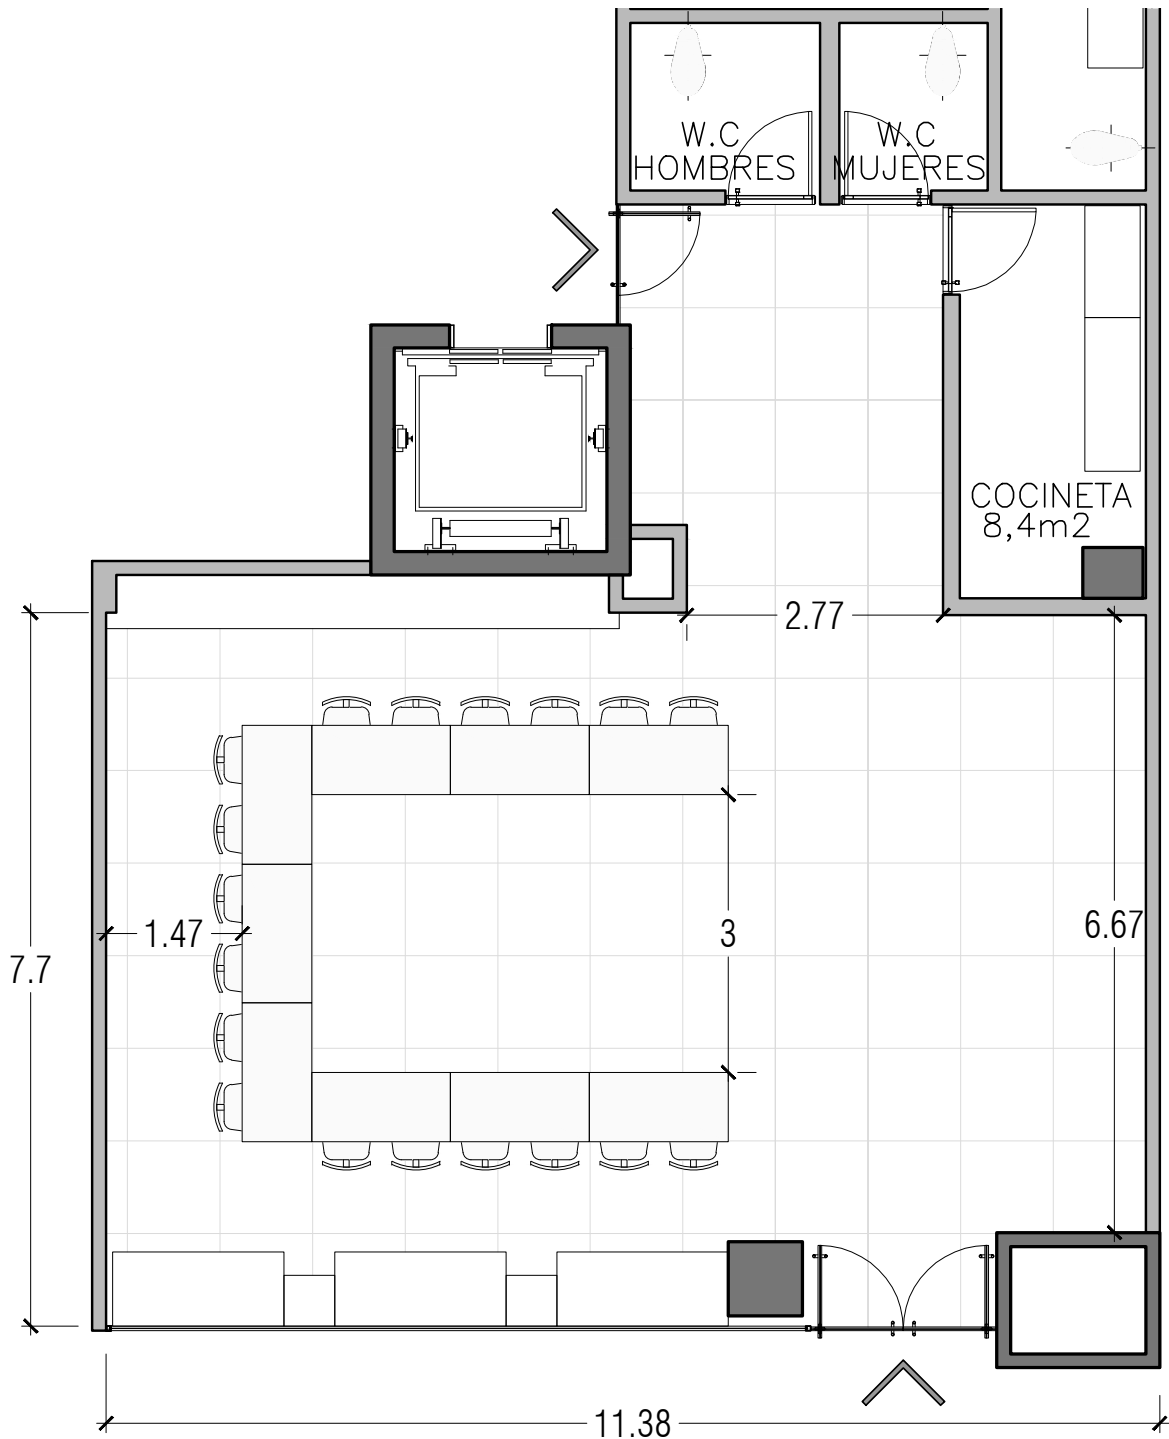 W.C
HOMBRES
W.C
MUJERES
COCINETA
8,4m2
2.77
1.47
3
6.67
7.7
11.38